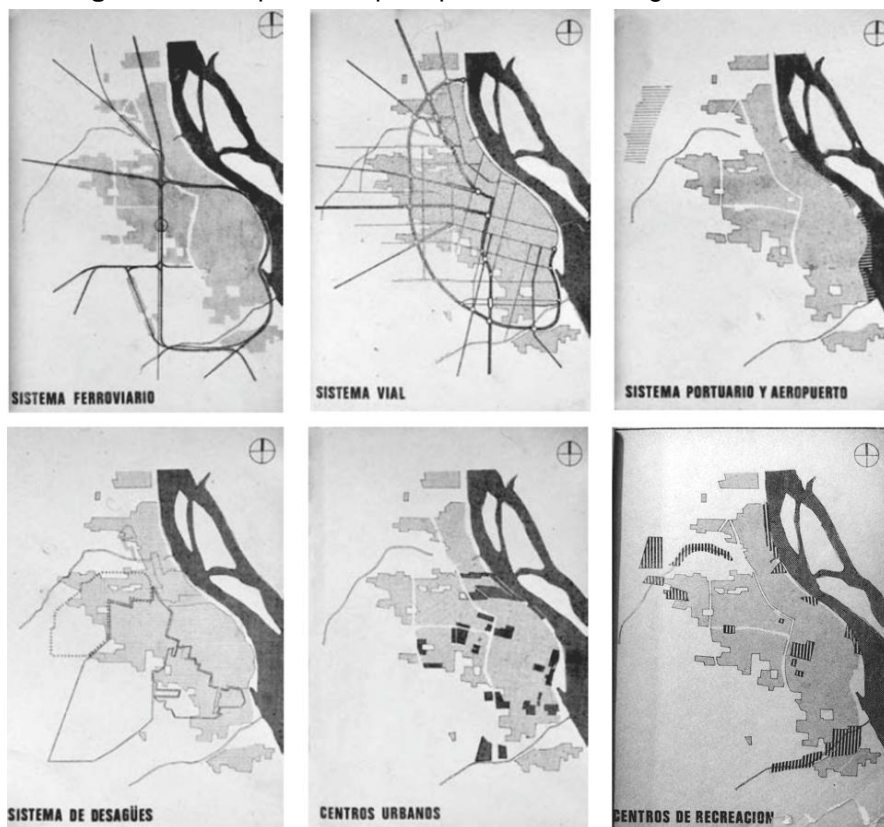 SISTEMA FERROVIARIO
SISTEMA VIAL
SISTEMA PORTUARIO Y AEROPUERTO
SISTEMA DE DESAGÜES
CENTROS URBANOS
CENTROS DE RECREACION